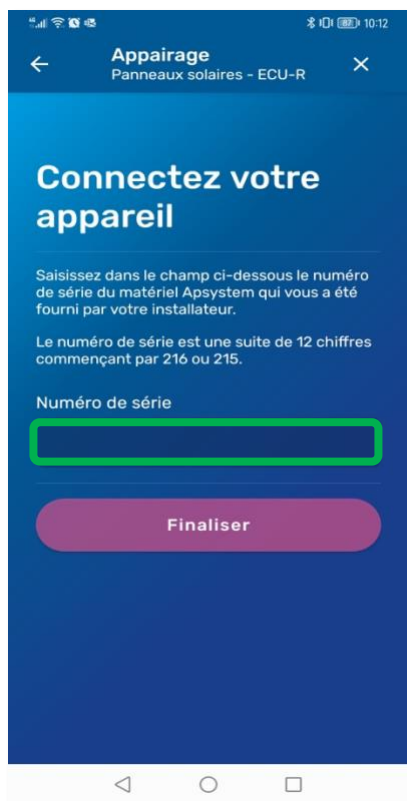 10:12
Appairage
Panneaux solaires - ECU-R
Connectez votre
appareil
Saisissez dans le champ ci-dessous le numéro
de série du matériel Apsystem qui vous a été
fourni par votre installateur.
Le numéro de série est une suite de 12 chiffres
commençant par 216 ou 215.
Numéro de série
Finaliser